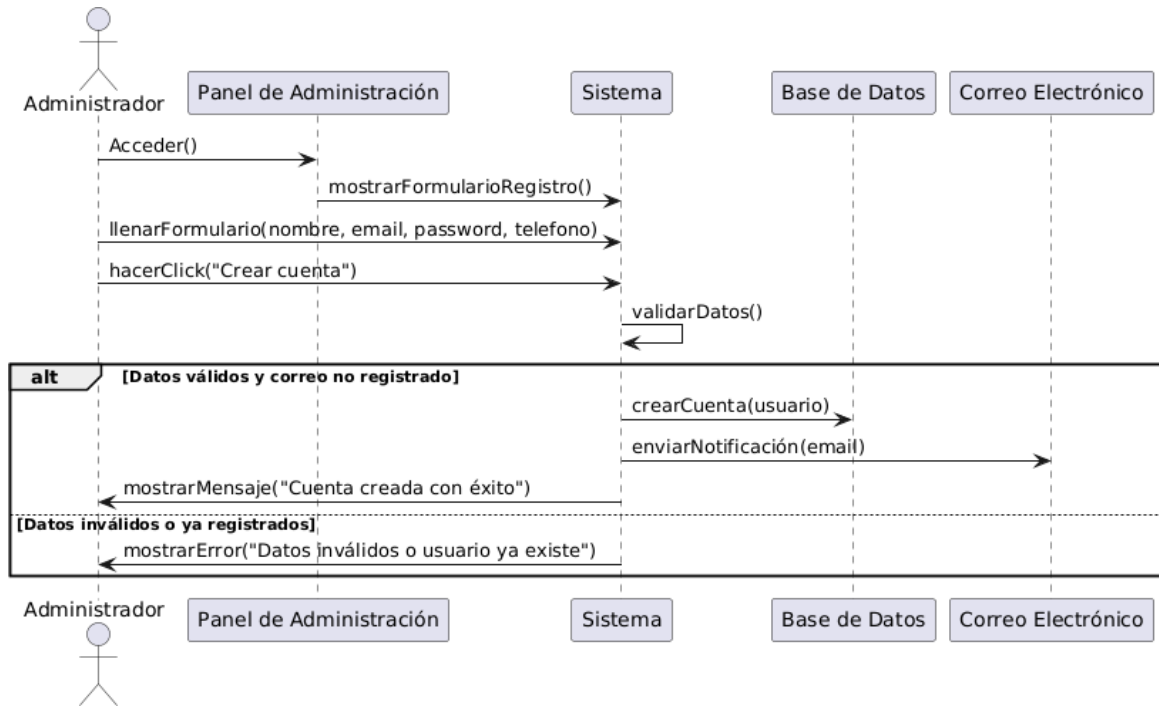 Administrador
Panel de Administración
Sistema
Base de Datos
Correo Electrónico
Acceder()
mostrarFormularioRegistro()
llenarFormulario(nombre, email, password, telefono)
hacerClick("Crear cuenta")
validarDatos()
alt
[Datos válidos y correo no registrado]
crearCuenta(usuario)
enviarNotificación(email)
mostrarMensaje("Cuenta creada con éxito")
[Datos inválidos o ya registrados]
mostrarError("Datos inválidos o usuario ya existe")
Administrador
Panel de Administración
Sistema
Base de Datos
Correo Electrónico